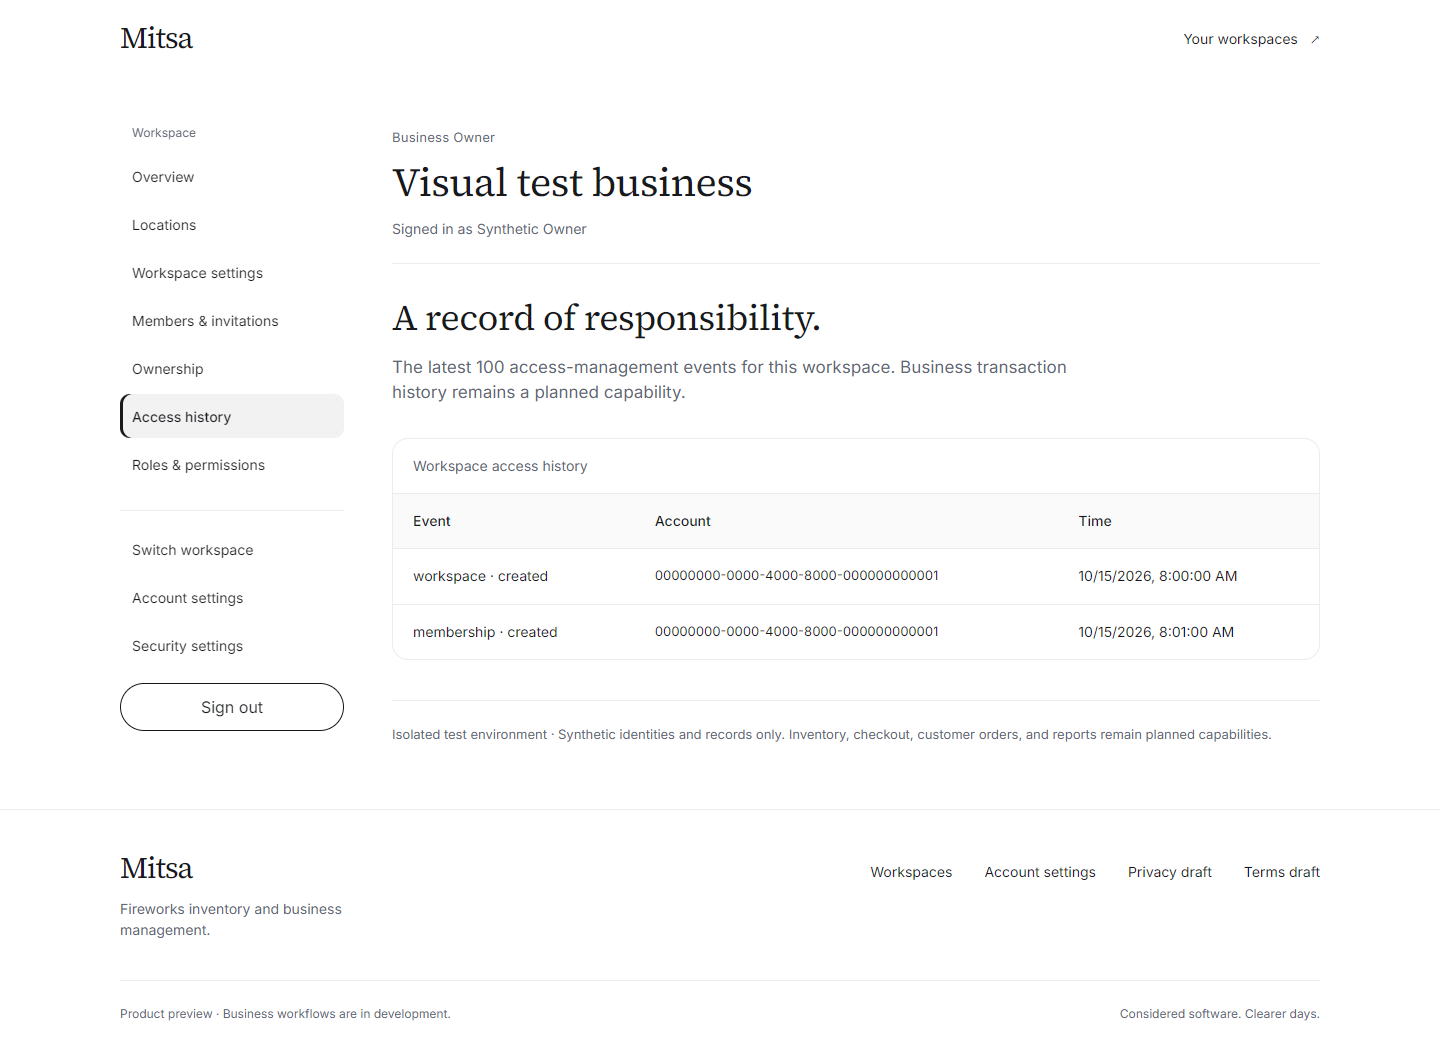 Mitsa
Your workspaces ↗
Workspace
Overview
Locations
Workspace settings
Members & invitations
Ownership
Access history
Roles & permissions
Switch workspace
Account settings
Security settings
Sign out
Business Owner
Visual test business
Signed in as Synthetic Owner
A record of responsibility.
The latest 100 access-management events for this workspace. Business transaction
history remains a planned capability.
Workspace access history
Event Account Time
workspace · created 00000000-0000-4000-8000-000000000001 10/15/2026, 8:00:00 AM
membership · created 00000000-0000-4000-8000-000000000001 10/15/2026, 8:01:00 AM
Isolated test environment · Synthetic identities and records only. Inventory, checkout, customer orders, and reports remain planned capabilities.
Mitsa
Fireworks inventory and business
management.
Workspaces Account settings Privacy draft Terms draft
Product preview · Business workflows are in development.
Considered software. Clearer days.